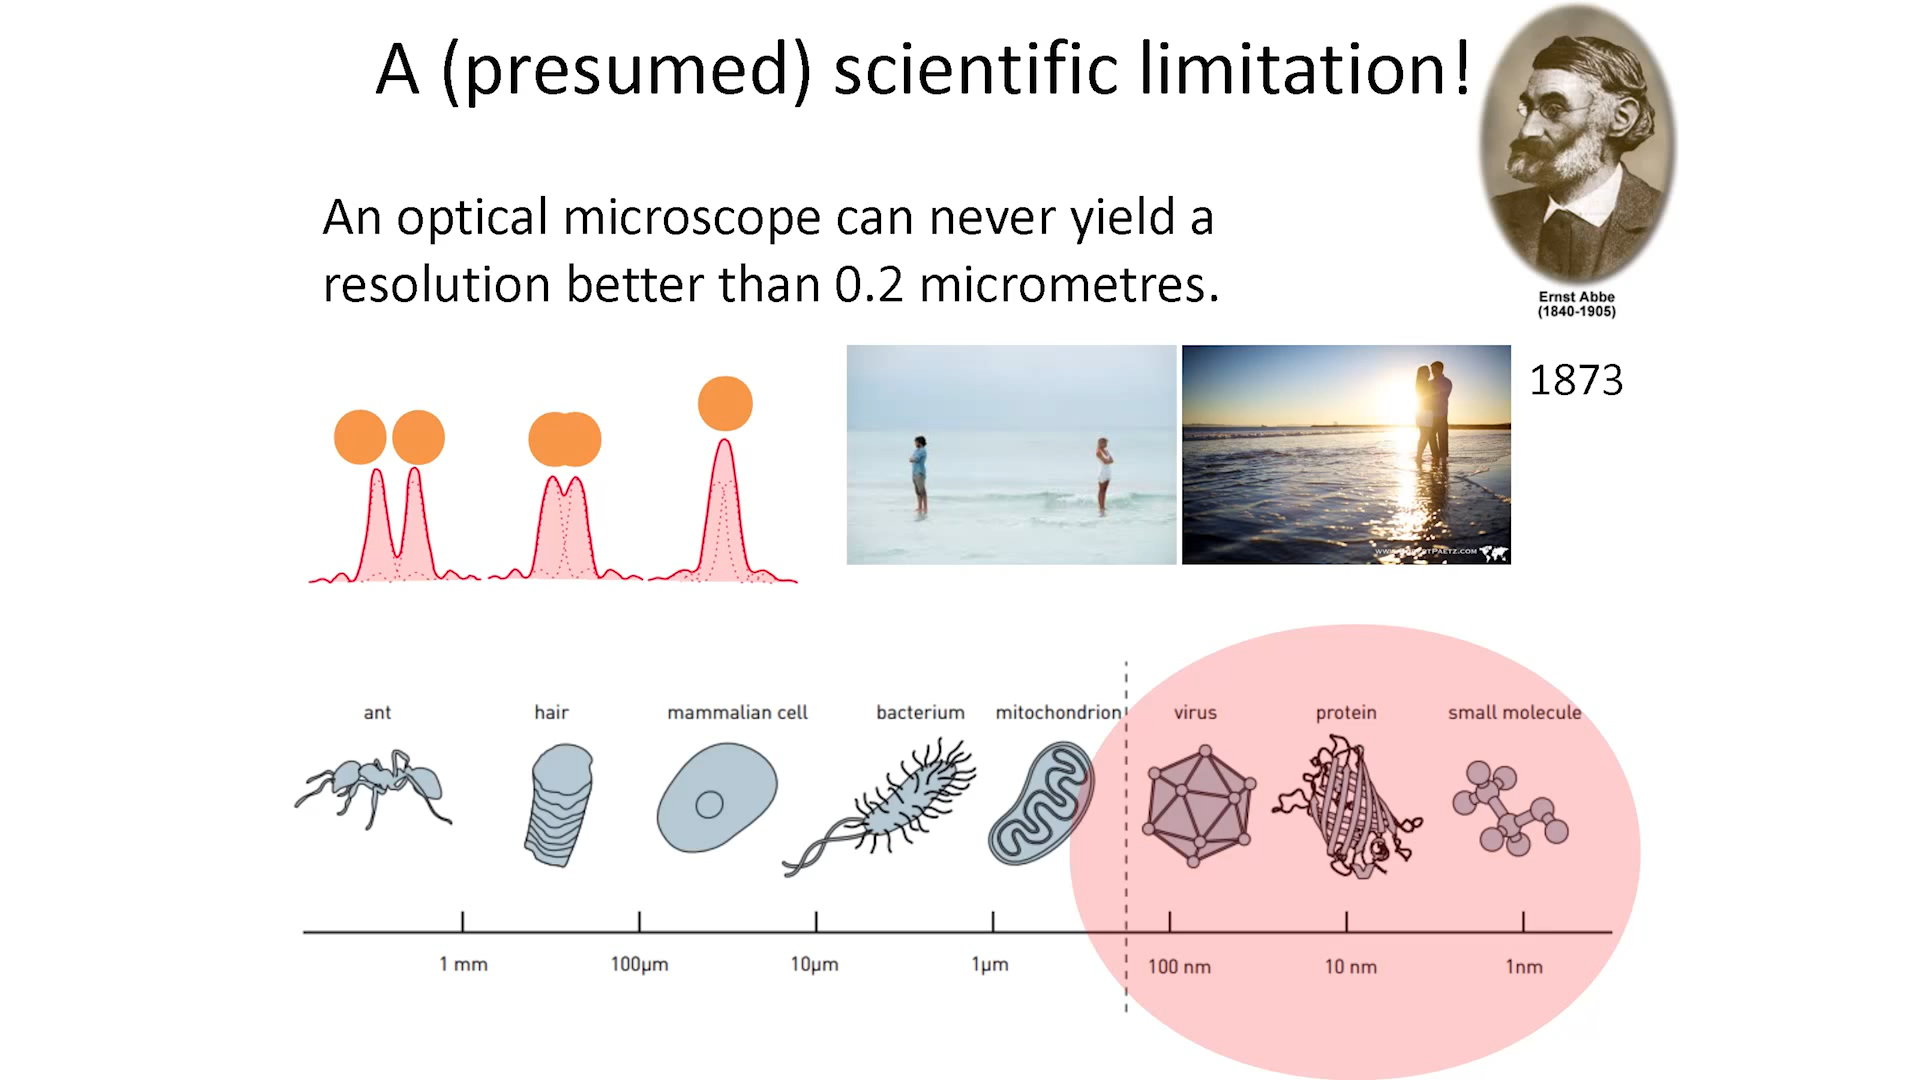 A (presumed) scientific limitation!
An optical microscope can never yield a
resolution better than 0.2 micrometres.
Ernst Abbe
(1840-1905)
1873
ant
hair
mammalian cell
bacterium
mitochondrion
virus
protein
small molecule
1 mm
100µm
10µm
1µm
100 nm
10 nm
1nm